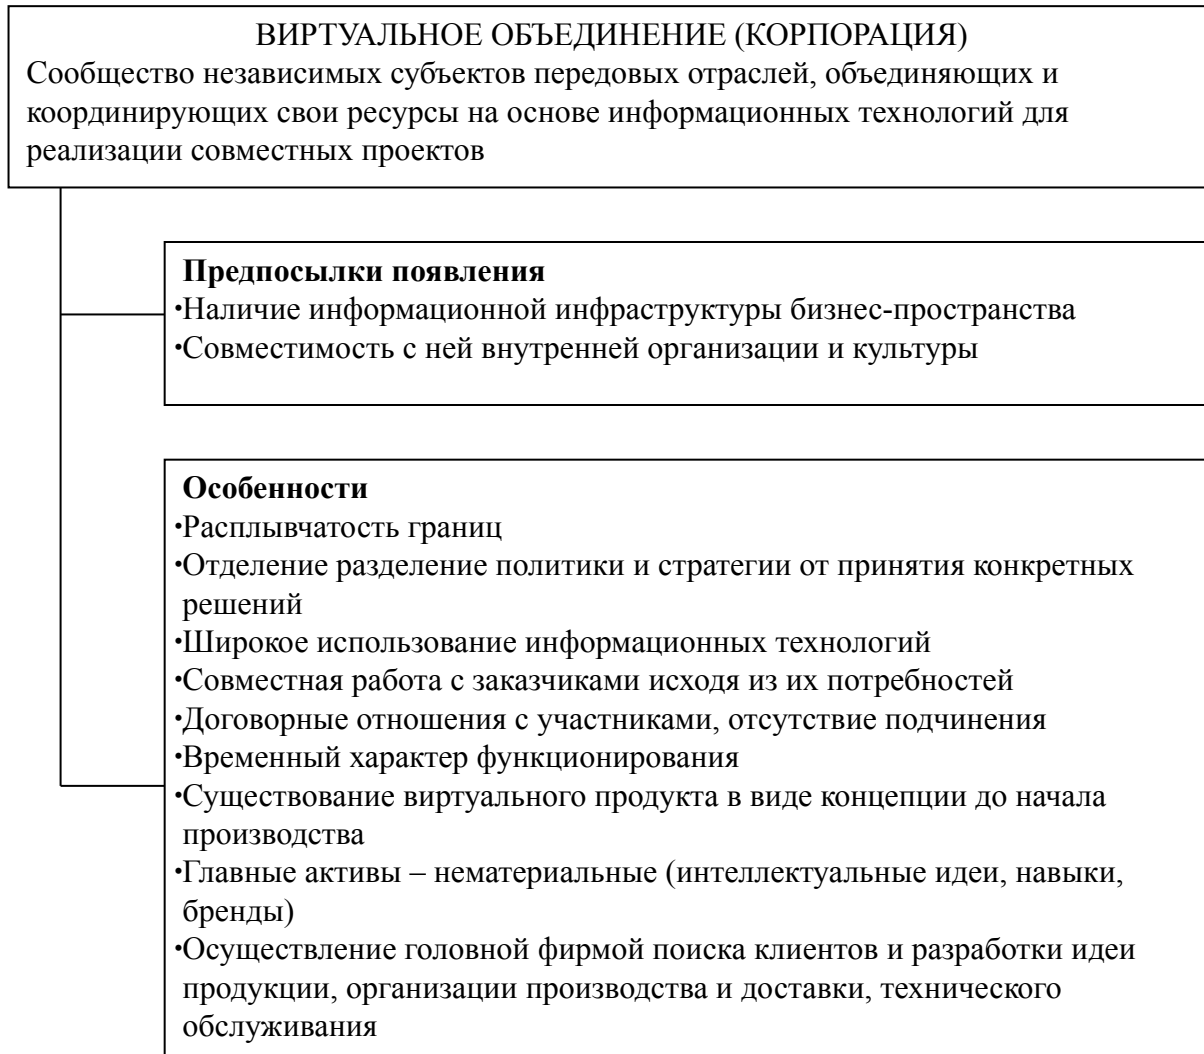 ВИРТУАЛЬНОЕ ОБЪЕДИНЕНИЕ (КОРПОРАЦИЯ)
Сообщество независимых субъектов передовых отраслей, объединяющих и
координирующих свои ресурсы на основе информационных технологий для
реализации совместных проектов
Предпосылки появления
·Наличие информационной инфраструктуры бизнес-пространства
·Совместимость с ней внутренней организации и культуры
Особенности
·Расплывчатость границ
·Отделение разделение политики и стратегии от принятия конкретных
решений
·Широкое использование информационных технологий
·Совместная работа с заказчиками исходя из их потребностей
·Договорные отношения с участниками, отсутствие подчинения
·Временный характер функционирования
·Существование виртуального продукта в виде концепции до начала
производства
·Главные активы – нематериальные (интеллектуальные идеи, навыки,
бренды)
·Осуществление головной фирмой поиска клиентов и разработки идеи
продукции, организации производства и доставки, технического
обслуживания